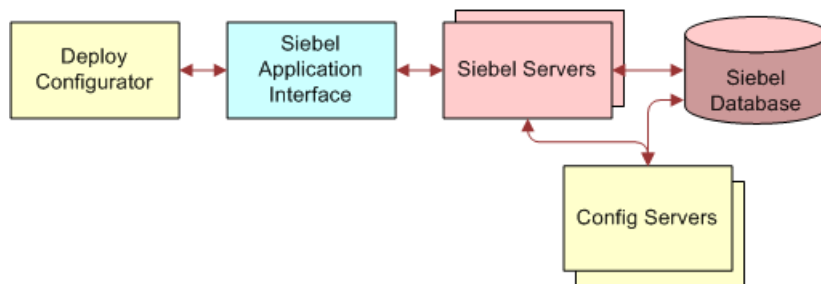 Deploy
Configurator
Siebel
Application
Interface
Siebel Servers
Siebel
Database
Config Servers